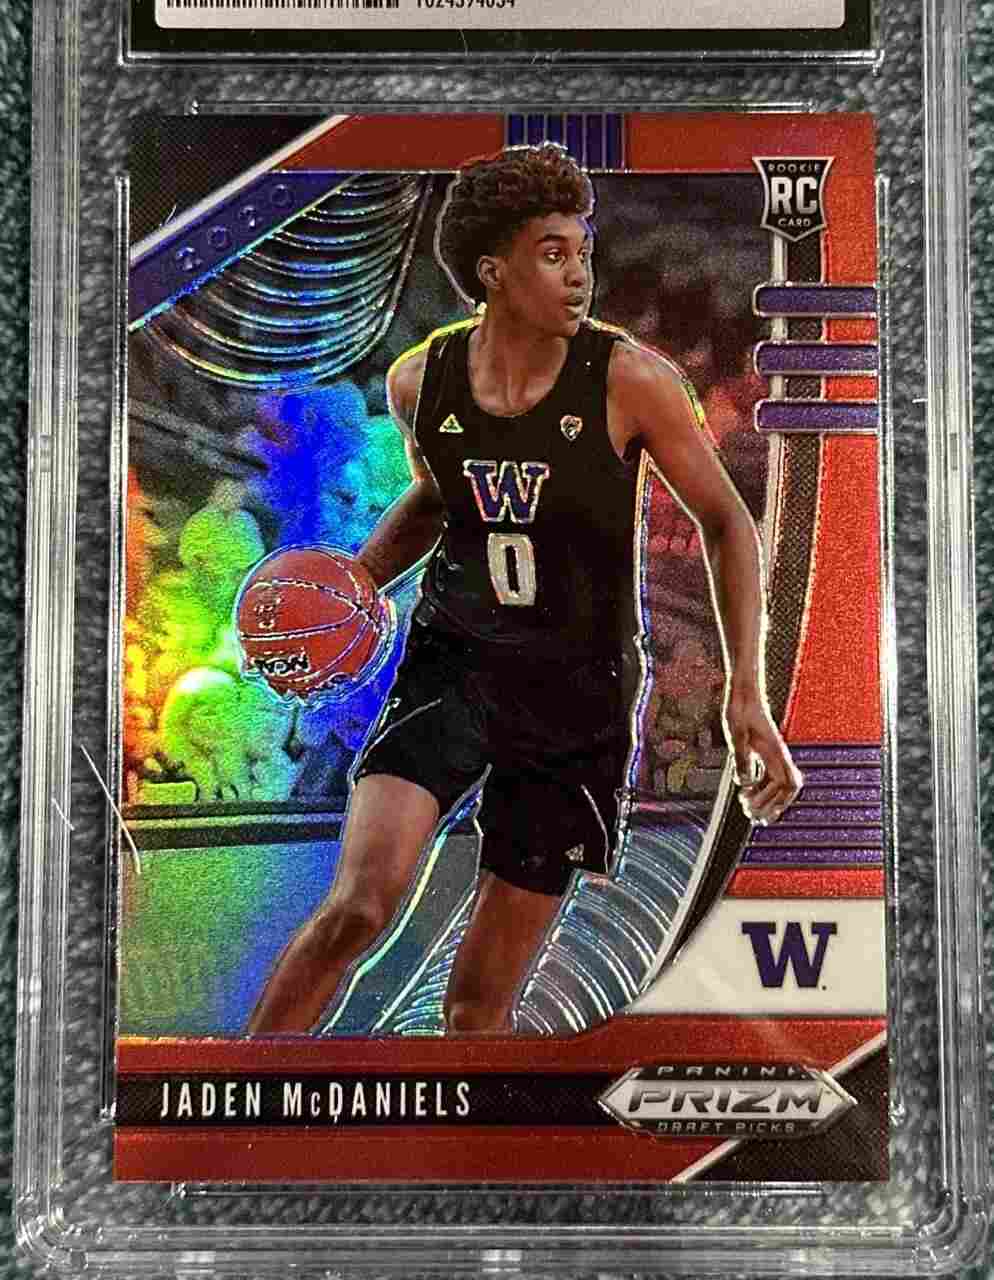 2020
ROOKIE
RC
CARD
W
0
W.
JADEN McDANIELS
PANINI
PRIZM
DRAFT PICKS